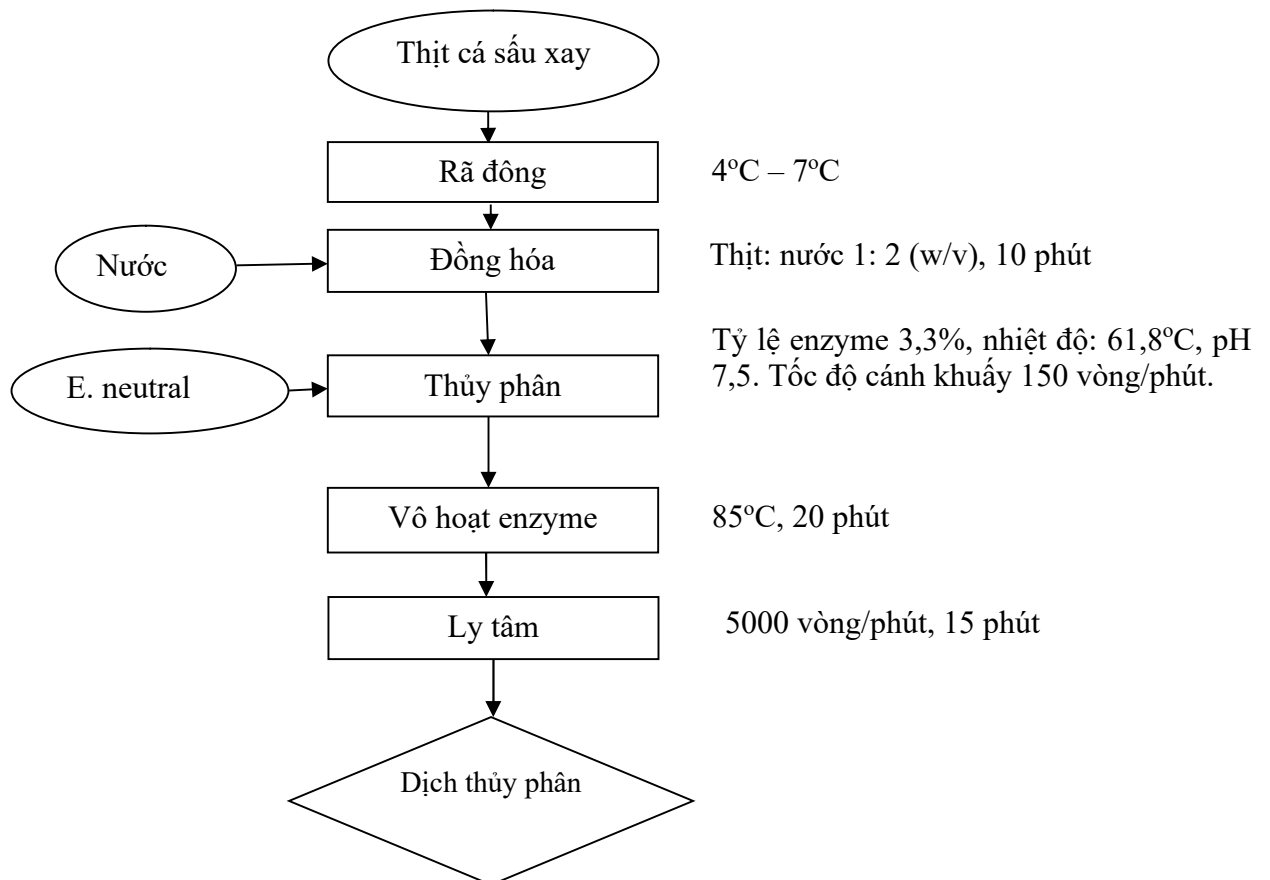 Thịt cá sấu xay
Rã đông
4ºC – 7ºC
Nước
Đồng hóa
Thịt: nước 1: 2 (w/v), 10 phút
E. neutral
Thủy phân
Tỷ lệ enzyme 3,3%, nhiệt độ: 61,8ºC, pH
7,5. Tốc độ cánh khuấy 150 vòng/phút.
Vô hoạt enzyme
85ºC, 20 phút
Ly tâm
5000 vòng/phút, 15 phút
Dịch thủy phân